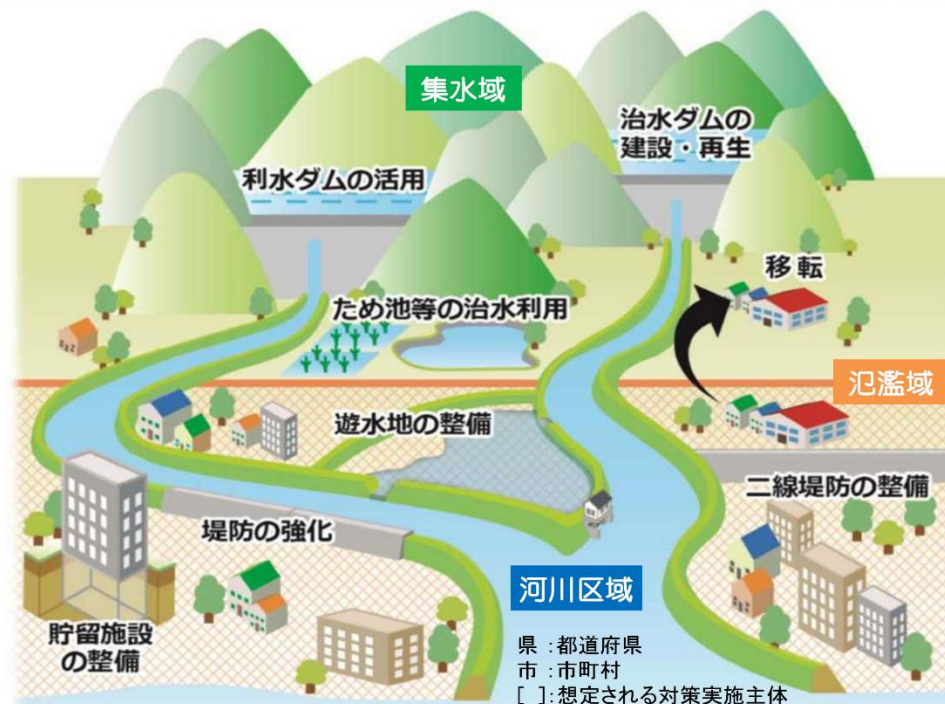 集水域
治水ダムの
建設・再生
利水ダムの活用
移転
ため池等の治水利用
氾濫域
遊水地の整備
二線堤防の整備
堤防の強化
河川区域
貯留施設
の整備
県：都道府県
市：市町村
[　]：想定される対策実施主体